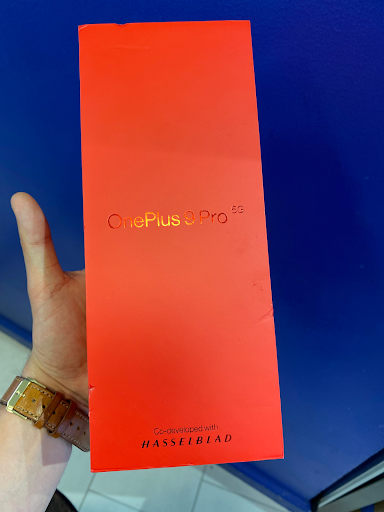 OnePlus 9 Pro 5G
Co-developed with
HASSELBLAD